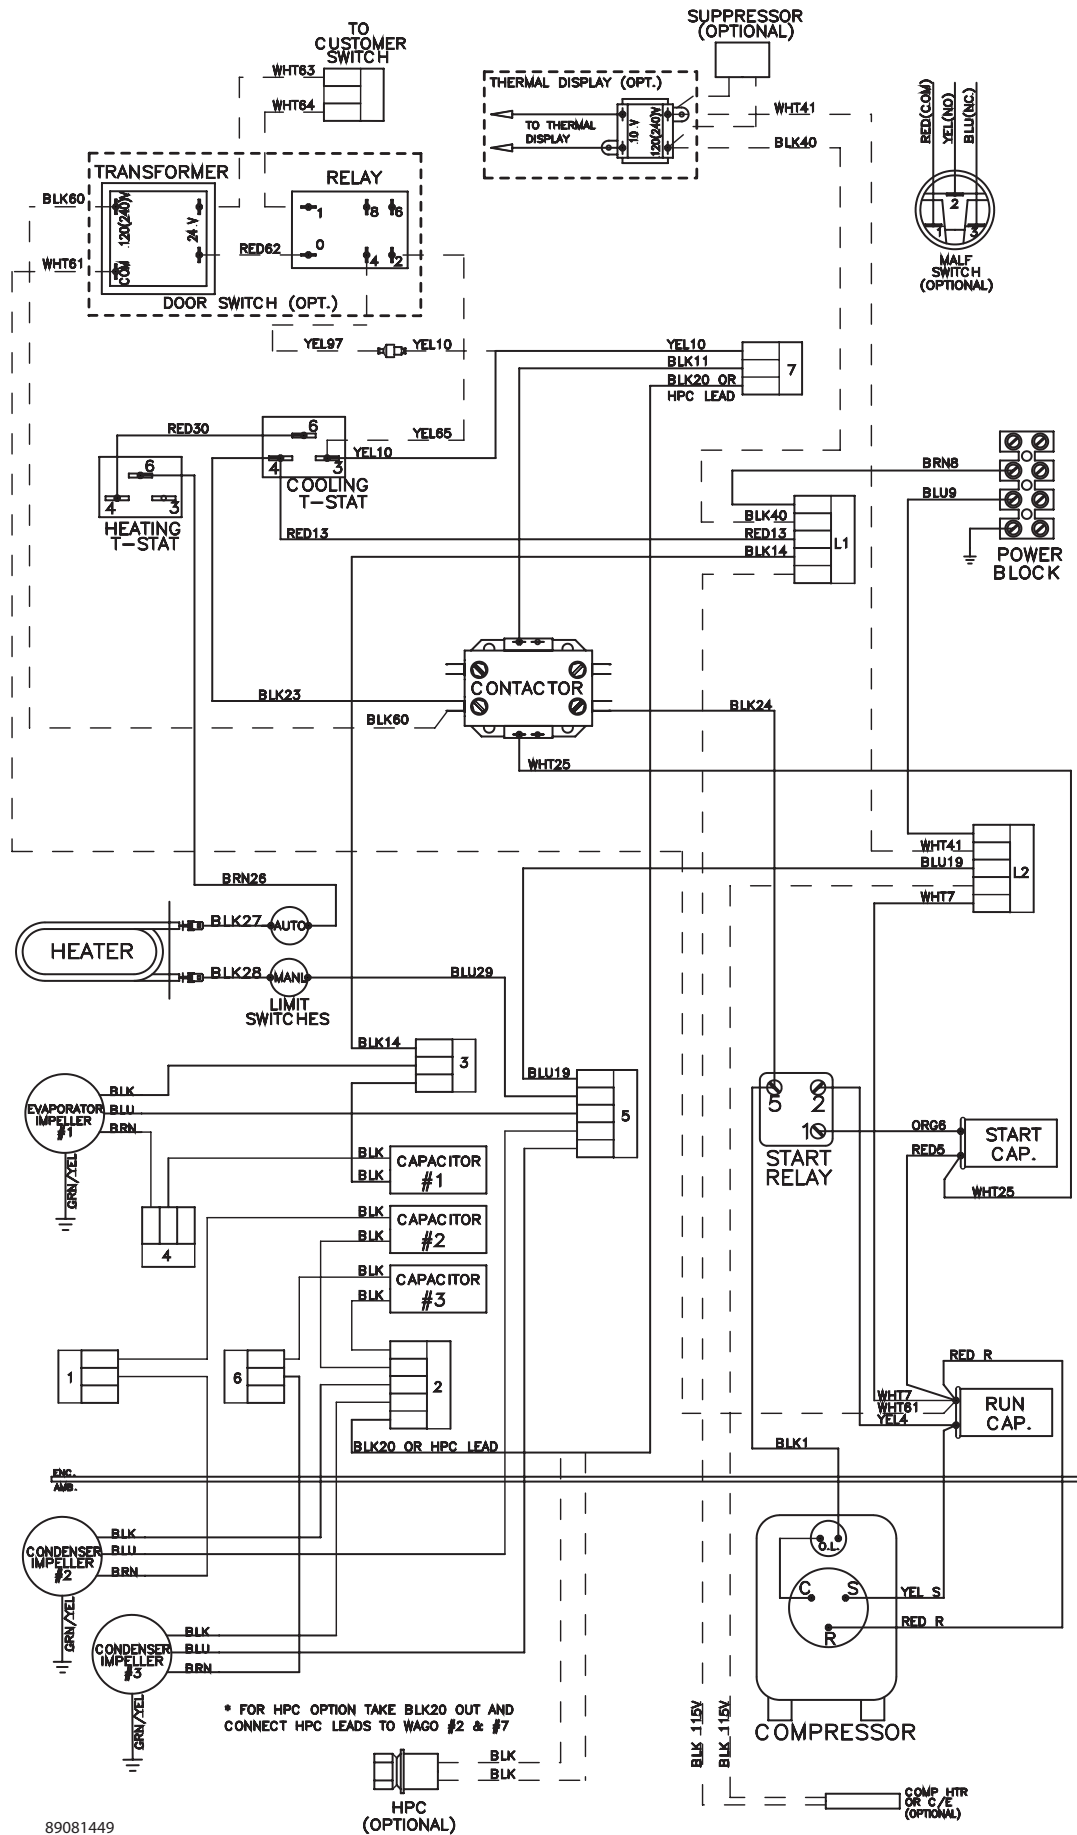 TO
CUSTOMER
SWITCH
WHT63
WHT64
SUPPRESSOR
(OPTIONAL)
THERMAL DISPLAY (OPT.)
TO THERMAL
DISPLAY
10 .V
.120(240)V
WHT41
BLK40
RED(COM)
YEL(NO)
BLU(NC.)
1
2
3
MALF
SWITCH
(OPTIONAL)
TRANSFORMER
RELAY
BLK60
WHT61
.120(240)V
COM
24 .V
RED62
1
0
8
6
4
2
DOOR SWITCH (OPT.)
YEL97
YEL10
YEL10
BLK11
BLK20 OR
HPC LEAD
7
RED30
6
4
3
YEL65
YEL10
COOLING
T-STAT
6
4
3
HEATING
T-STAT
RED13
BRN8
BLU9
POWER
BLOCK
BLK40
RED13
BLK14
L1
CONTACTOR
BLK23
BLK60
BLK24
WHT25
WHT41
BLU19
WHT7
L2
BRN26
HEATER
BLK27
AUTO
BLK28
MANL
BLU29
LIMIT
SWITCHES
BLK14
3
BLU19
5
EVAPORATOR
IMPELLER
#1
BLK
BLU
BRN
GRN/YEL
4
BLK
BLK
CAPACITOR
#1
BLK
BLK
CAPACITOR
#2
BLK
BLK
CAPACITOR
#3
5
2
1
START
RELAY
ORG6
RED5
START
CAP.
WHT25
1
6
2
BLK20 OR HPC LEAD
RED R
WHT7
WHT61
YEL4
RUN
CAP.
BLK1
ENC.
AMB.
CONDENSER
IMPELLER
#2
BLK
BLU
BRN
GRN/YEL
CONDENSER
IMPELLER
#3
BLK
BLU
BRN
GRN/YEL
O.L.
C
S
R
YEL S
RED R
COMPRESSOR
* FOR HPC OPTION TAKE BLK20 OUT AND
CONNECT HPC LEADS TO WAGO #2 & #7
BLK
BLK
HPC
(OPTIONAL)
BLK 115V
BLK 115V
COMP HTR
OR C/E
(OPTIONAL)
89081449